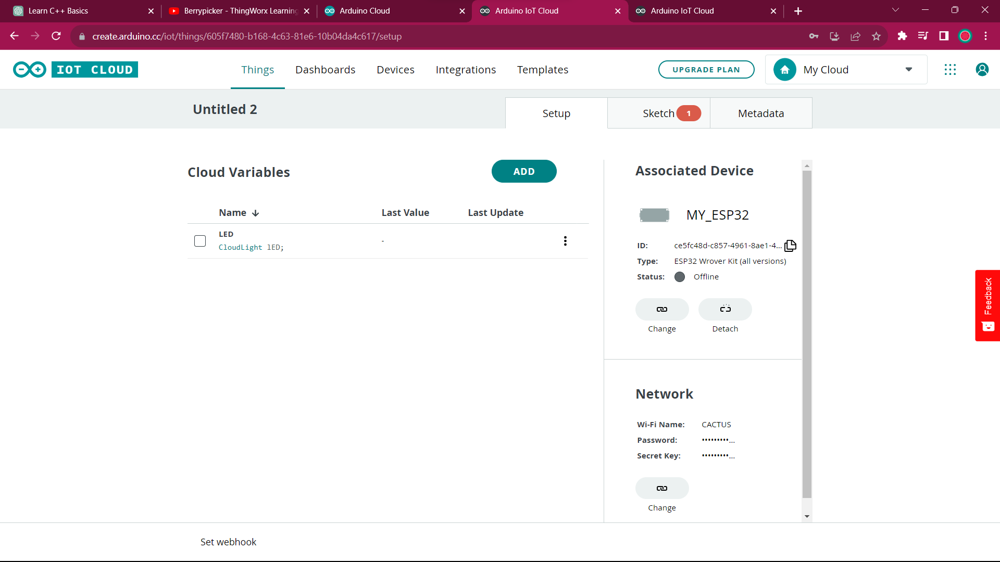 Learn C++ Basics
Berrypicker - ThingWorx Learning
Arduino Cloud
Arduino IoT Cloud
Arduino IoT Cloud
create.arduino.cc/iot/things/605f7480-b168-4c63-81e6-10b04da4c617/setup
IOT CLOUD
Things
Dashboards
Devices
Integrations
Templates
UPGRADE PLAN
My Cloud
Untitled 2
Setup
Sketch 1
Metadata
Cloud Variables
ADD
Name
Last Value
Last Update
LED
CloudLight lED;
-
Associated Device
MY_ESP32
ID: ce5fc48d-c857-4961-8ae1-4...
Type: ESP32 Wrover Kit (all versions)
Status: Offline
Change
Detach
Network
Wi-Fi Name: CACTUS
Password: •••••••••...
Secret Key: •••••••••...
Change
Feedback
Set webhook